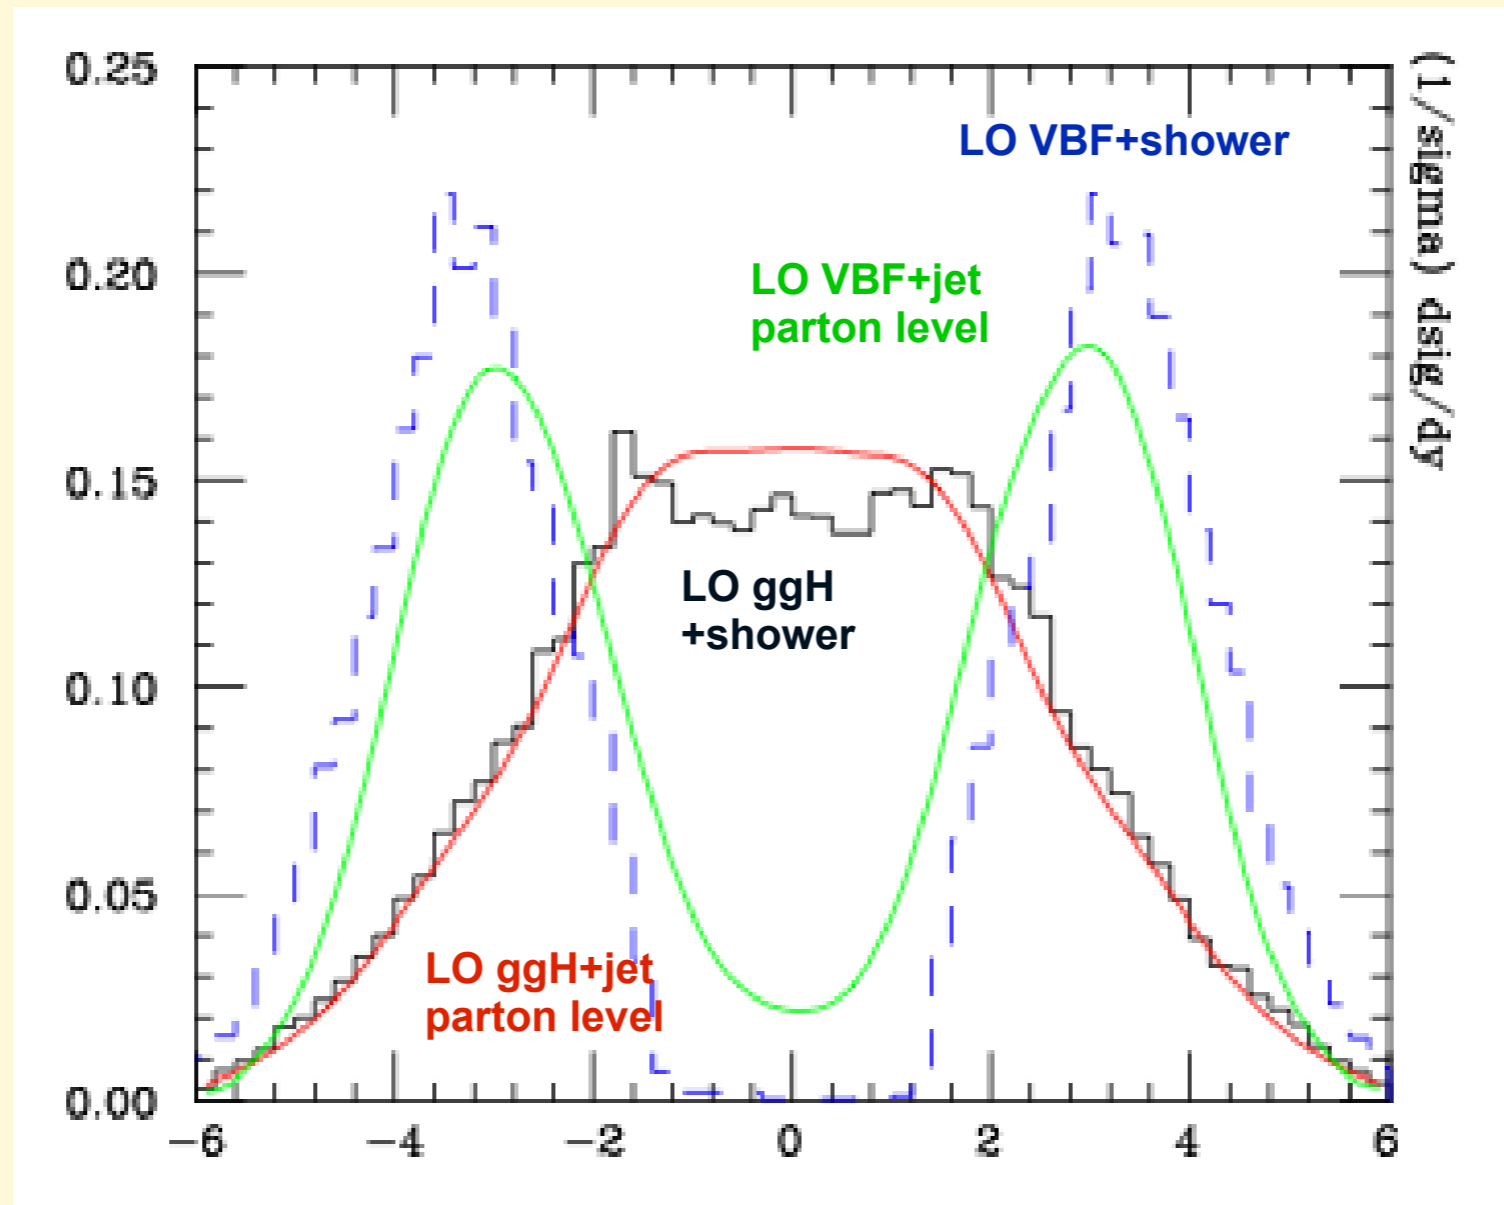 0.25
0.20
0.15
0.10
0.05
0.00
-6
-4
-2
0
2
4
6
(1/sigma) dsig/dy
LO VBF+shower
LO VBF+jet
parton level
LO ggH
+shower
LO ggH+jet
parton level